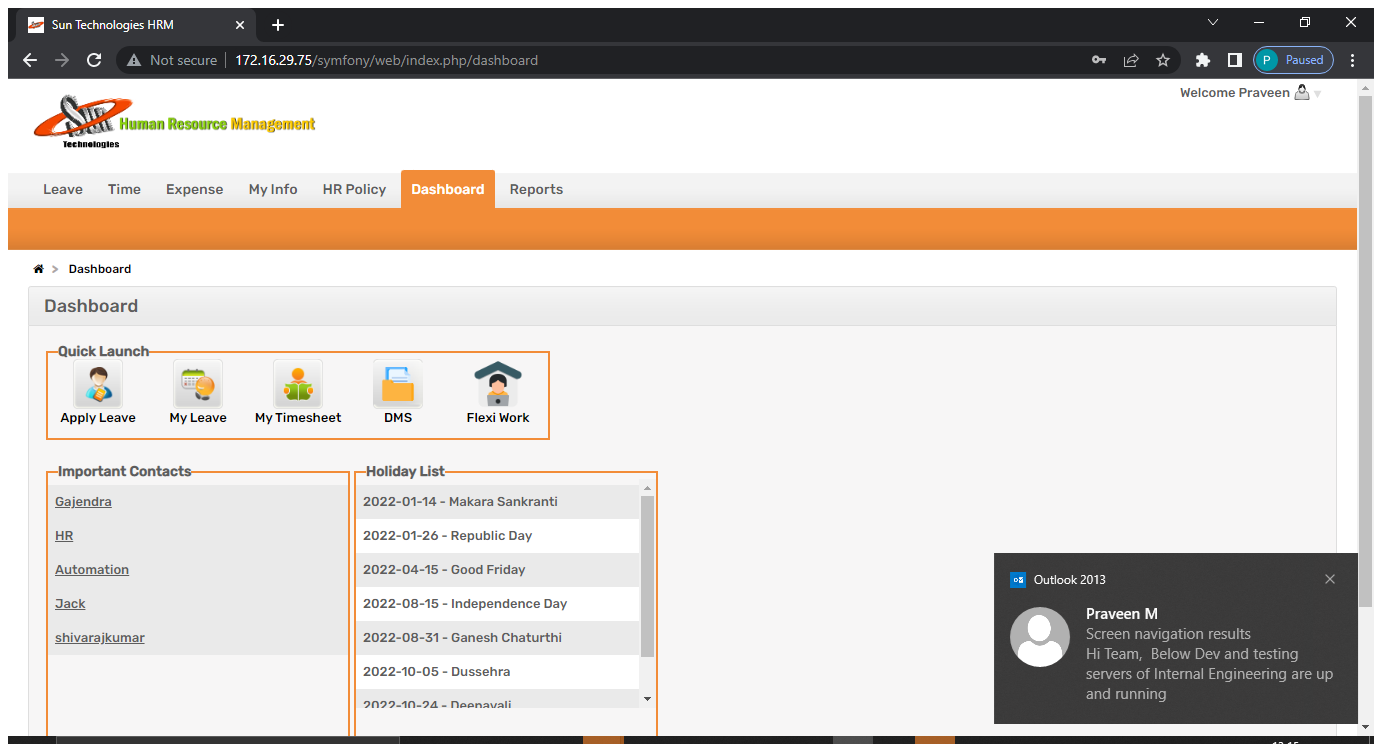 Sun Technologies HRM
Not secure 172.16.29.75/symfony/web/index.php/dashboard
P Paused
Welcome Praveen
Sun Human Resource Management
Technologies
Leave Time Expense My Info HR Policy Dashboard Reports
> Dashboard
Dashboard
Quick Launch
Apply Leave My Leave My Timesheet DMS Flexi Work
Important Contacts
Gajendra
HR
Automation
Jack
shivarajkumar
Holiday List
2022-01-14 - Makara Sankranti
2022-01-26 - Republic Day
2022-04-15 - Good Friday
2022-08-15 - Independence Day
2022-08-31 - Ganesh Chaturthi
2022-10-05 - Dussehra
2022-10-24 - Deepavali
Outlook 2013
Praveen M
Screen navigation results
Hi Team, Below Dev and testing
servers of Internal Engineering are up
and running